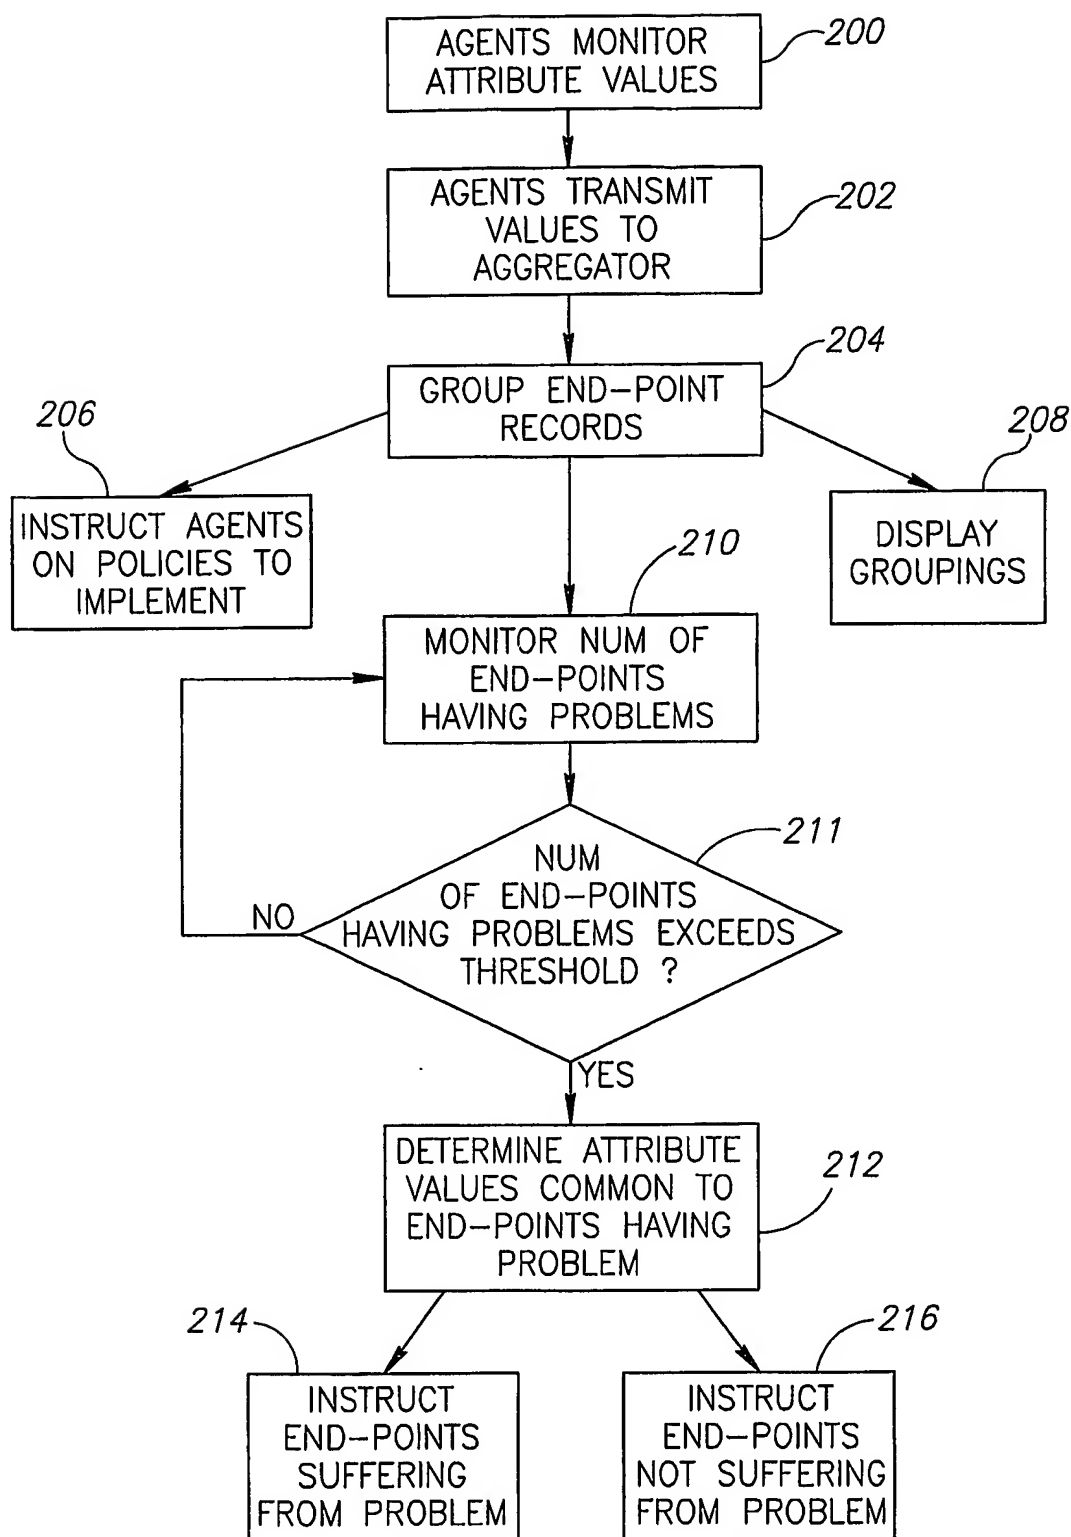 AGENTS MONITOR
ATTRIBUTE VALUES
200
AGENTS TRANSMIT
VALUES TO
AGGREGATOR
202
GROUP END-POINT
RECORDS
204
206
INSTRUCT AGENTS
ON POLICIES TO
IMPLEMENT
208
DISPLAY
GROUPINGS
210
MONITOR NUM OF
END-POINTS
HAVING PROBLEMS
211
NUM
OF END-POINTS
HAVING PROBLEMS EXCEEDS
THRESHOLD ?
NO
YES
DETERMINE ATTRIBUTE
VALUES COMMON TO
END-POINTS HAVING
PROBLEM
212
214
INSTRUCT
END-POINTS
SUFFERING
FROM PROBLEM
216
INSTRUCT
END-POINTS
NOT SUFFERING
FROM PROBLEM